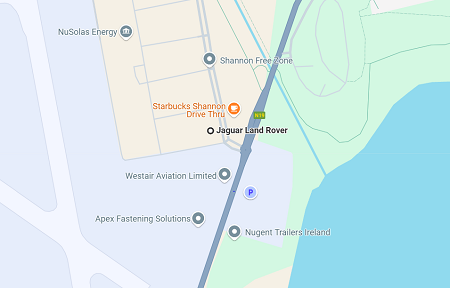 NuSolas Energy
Shannon Free Zone
Starbucks Shannon
Drive Thru
N19
Jaguar Land Rover
Westair Aviation Limited
P
Apex Fastening Solutions
Nugent Trailers Ireland